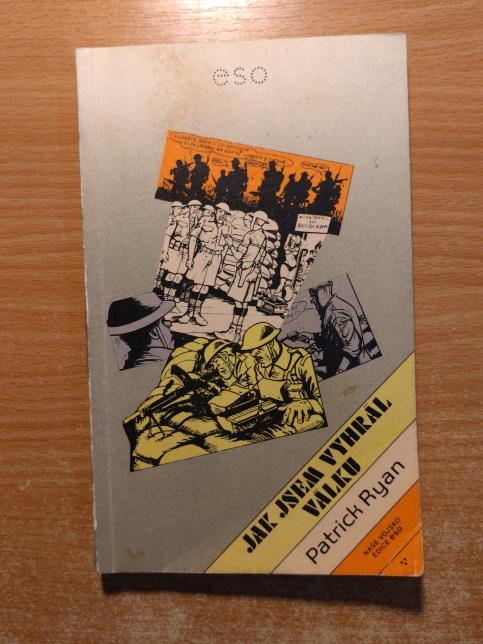 eso
JAK JSEM VYHRÁL
VÁLKU
Patrick Ryan
NAŠE VOJSKO
EDICE eso